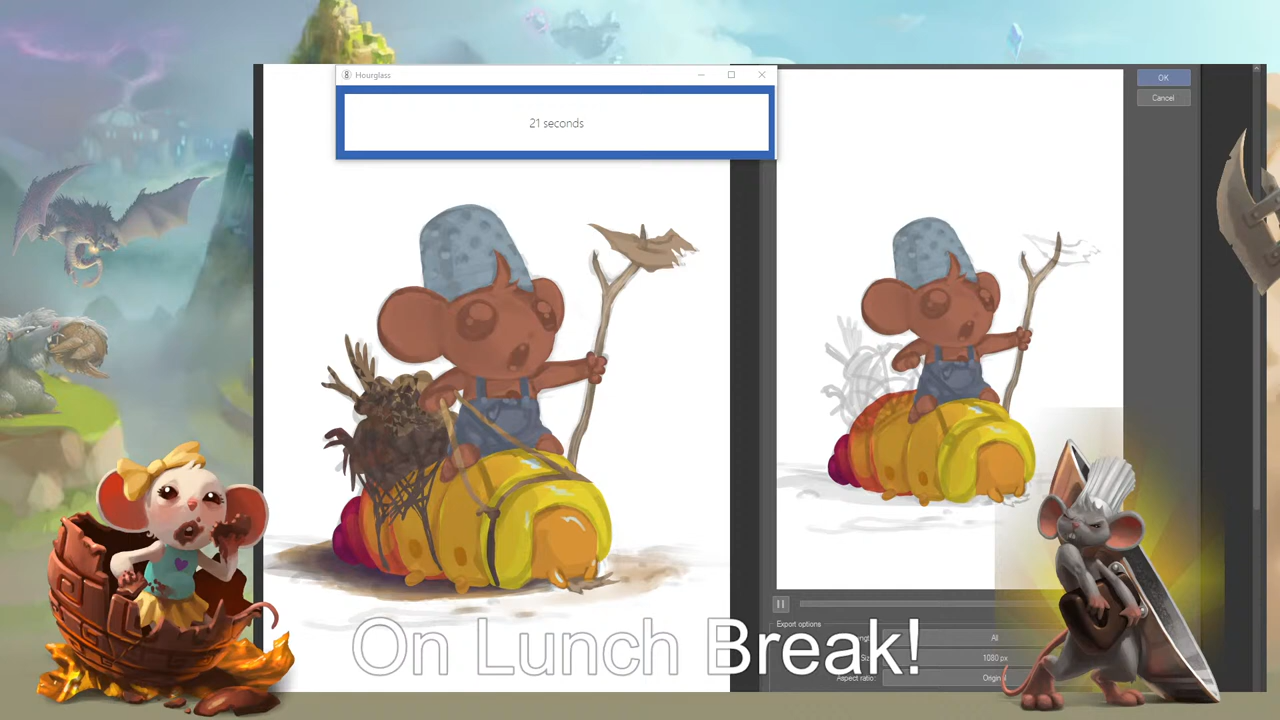 Hourglass
21 seconds
OK
Cancel
Export options
All
1080 px
Aspect ratio:
On Lunch Break!